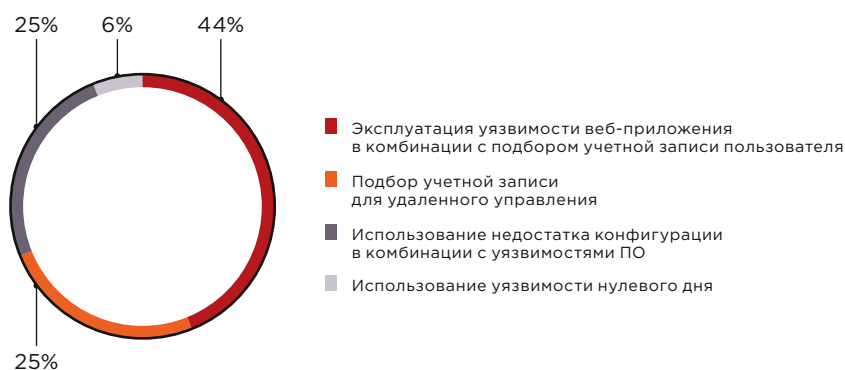 25%
6%
44%
Эксплуатация уязвимости веб-приложения
в комбинации с подбором учетной записи пользователя
Подбор учетной записи
для удаленного управления
Использование недостатка конфигурации
в комбинации с уязвимостями ПО
Использование уязвимости нулевого дня
25%